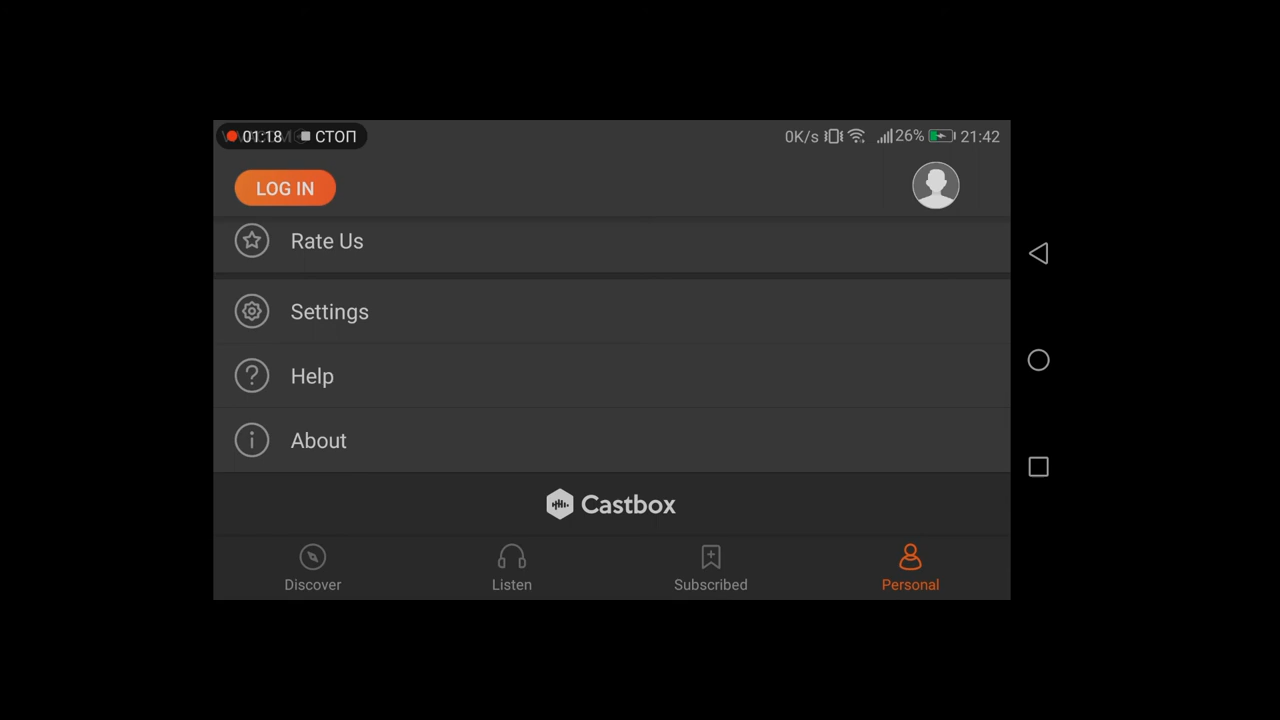 01:18 СТОП 0K/s 26% 21:42
LOG IN
Rate Us
Settings
Help
About
Castbox
Discover Listen Subscribed Personal